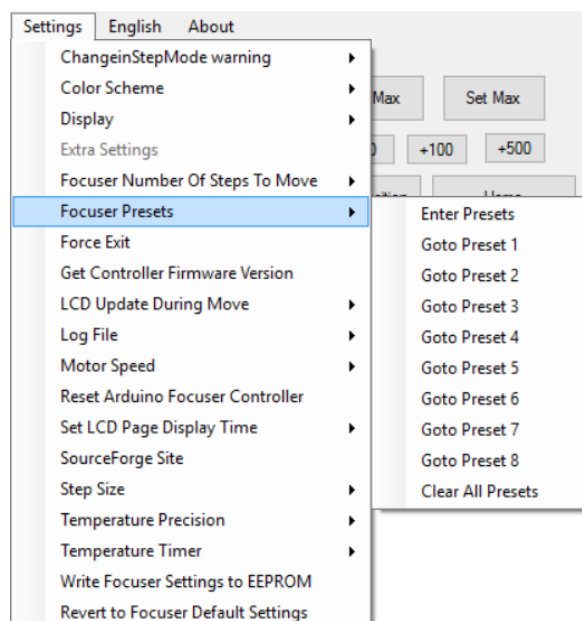 Settings English About
ChangeinStepMode warning
Color Scheme
Max Set Max
Display
Extra Settings
+100 +500
Focuser Number Of Steps To Move
Focuser Presets
Enter Presets
Force Exit
Goto Preset 1
Get Controller Firmware Version
Goto Preset 2
LCD Update During Move
Goto Preset 3
Log File
Goto Preset 4
Motor Speed
Goto Preset 5
Reset Arduino Focuser Controller
Goto Preset 6
Set LCD Page Display Time
Goto Preset 7
SourceForge Site
Goto Preset 8
Step Size
Clear All Presets
Temperature Precision
Temperature Timer
Write Focuser Settings to EEPROM
Revert to Focuser Default Settings